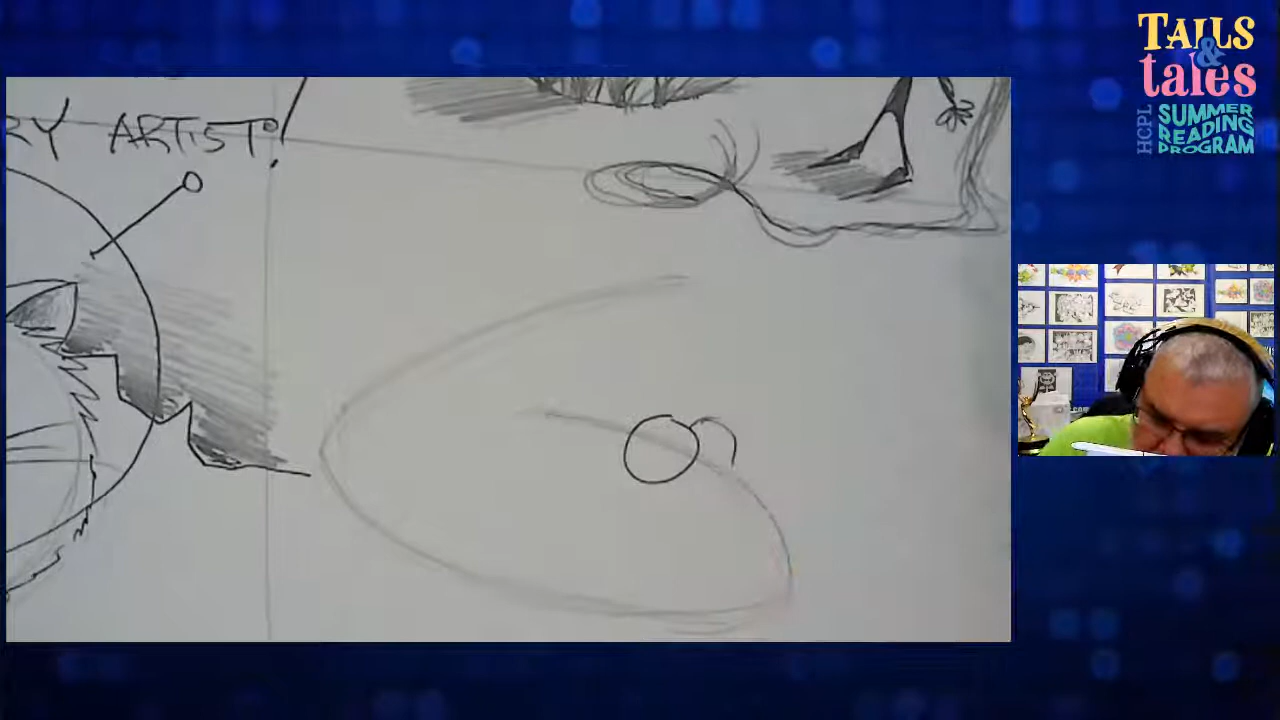 RY ARTIST!
TAILS
&
tales
HCPL
SUMMER
READING
PROGRAM